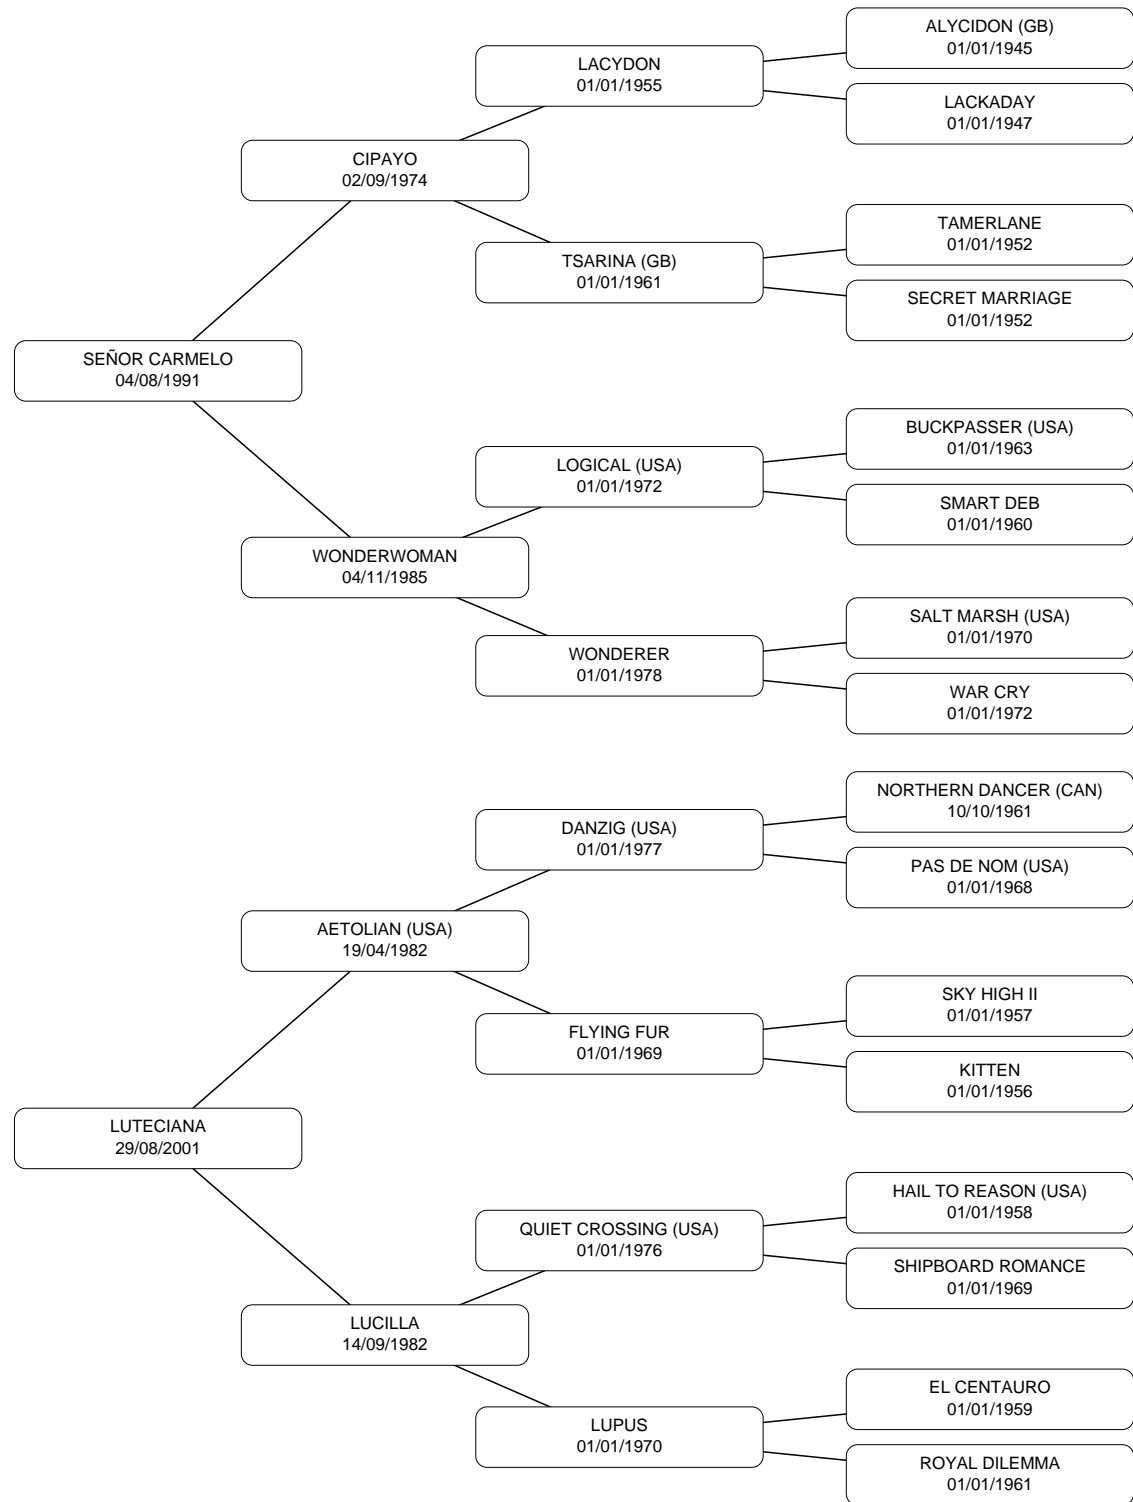 ALYCIDON (GB)
01/01/1945
LACYDON
01/01/1955
LACKADAY
01/01/1947
CIPAYO
02/09/1974
TAMERLANE
01/01/1952
TSARINA (GB)
01/01/1961
SECRET MARRIAGE
01/01/1952
SEÑOR CARMELO
04/08/1991
BUCKPASSER (USA)
01/01/1963
LOGICAL (USA)
01/01/1972
SMART DEB
01/01/1960
WONDERWOMAN
04/11/1985
SALT MARSH (USA)
01/01/1970
WONDERER
01/01/1978
WAR CRY
01/01/1972
NORTHERN DANCER (CAN)
10/10/1961
DANZIG (USA)
01/01/1977
PAS DE NOM (USA)
01/01/1968
AETOLIAN (USA)
19/04/1982
SKY HIGH II
01/01/1957
FLYING FUR
01/01/1969
KITTEN
01/01/1956
LUTECIANA
29/08/2001
HAIL TO REASON (USA)
01/01/1958
QUIET CROSSING (USA)
01/01/1976
SHIPBOARD ROMANCE
01/01/1969
LUCILLA
14/09/1982
EL CENTAURO
01/01/1959
LUPUS
01/01/1970
ROYAL DILEMMA
01/01/1961